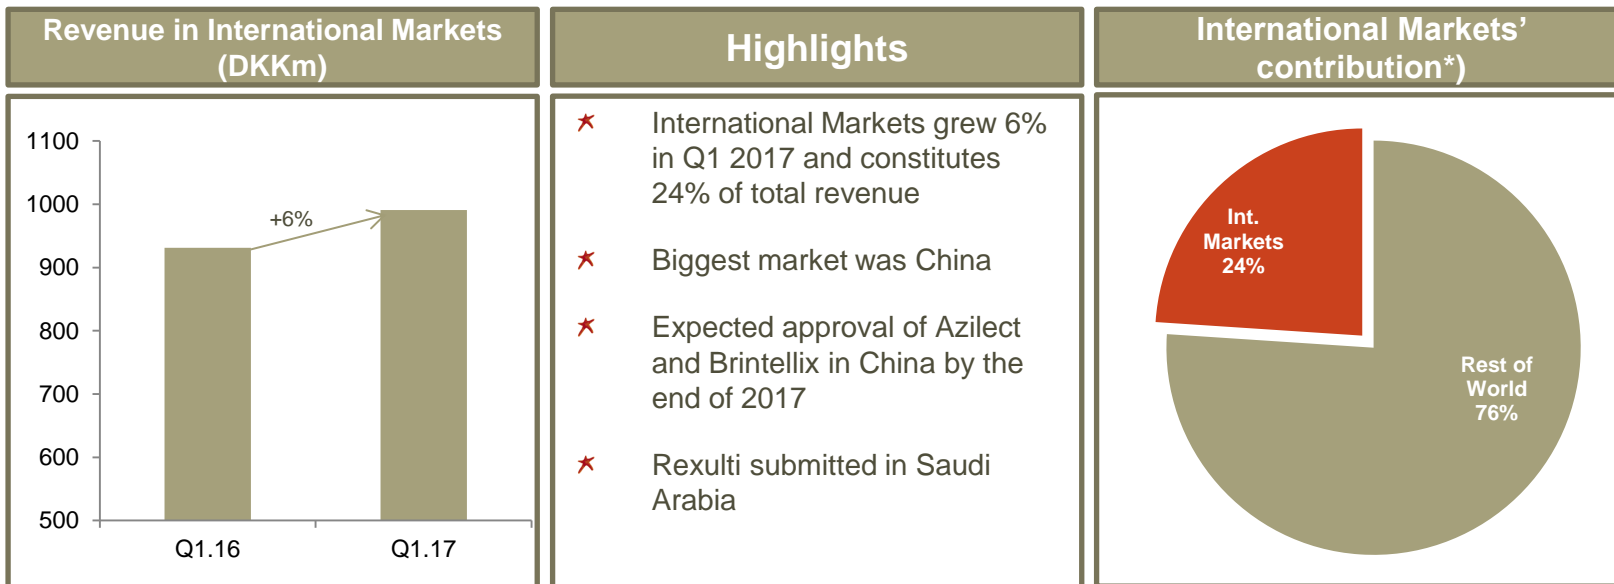 Revenue in International Markets
(DKKm)
1100
1000
900
800
700
600
500
+6%
Q1.16
Q1.17
Highlights
International Markets grew 6%
in Q1 2017 and constitutes
24% of total revenue
Biggest market was China
Expected approval of Azilect
and Brintellix in China by the
end of 2017
Rexulti submitted in Saudi
Arabia
International Markets’
contribution*)
Int.
Markets
24%
Rest of
World
76%